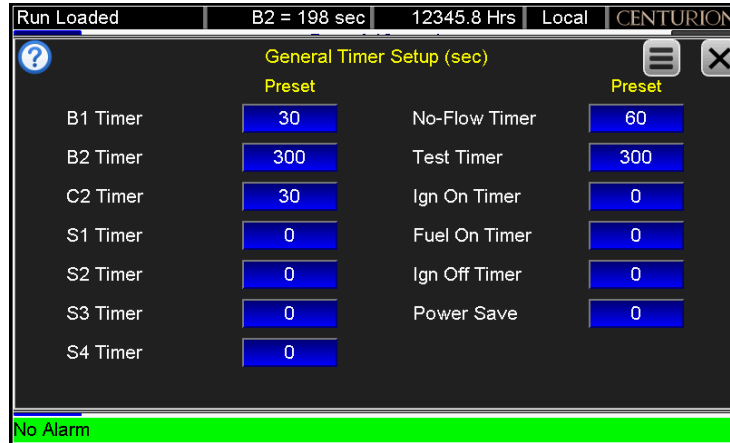 Run Loaded B2 = 198 sec 12345.8 Hrs Local CENTURION
? General Timer Setup (sec)
Preset Preset
B1 Timer 30 No-Flow Timer 60
B2 Timer 300 Test Timer 300
C2 Timer 30 Ign On Timer 0
S1 Timer 0 Fuel On Timer 0
S2 Timer 0 Ign Off Timer 0
S3 Timer 0 Power Save 0
S4 Timer 0
No Alarm